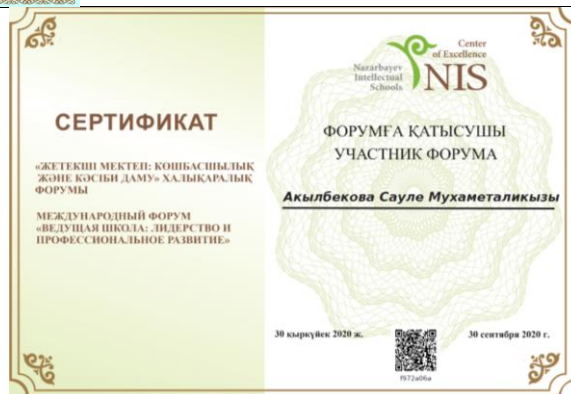 Center
of Excellence
Nazarbayev
Intellectual
Schools
NIS
СЕРТИФИКАТ
«ЖЕТЕКШІ МЕКТЕП: КОШБАСШЫЛЫҚ
ЖӘНЕ КӘСІБИ ДАМУ» ХАЛЫҚАРАЛЫҚ
ФОРУМЫ
МЕЖДУНАРОДНЫЙ ФОРУМ
«ВЕДУЩАЯ ШКОЛА: ЛИДЕРСТВО И
ПРОФЕССИОНАЛЬНОЕ РАЗВИТИЕ»
ФОРУМҒА ҚАТЫСУШЫ
УЧАСТНИК ФОРУМА
Акылбекова Сауле Мухаметаликызы
30 қыркүйек 2020 ж.
30 сентября 2020 г.
f972a06a